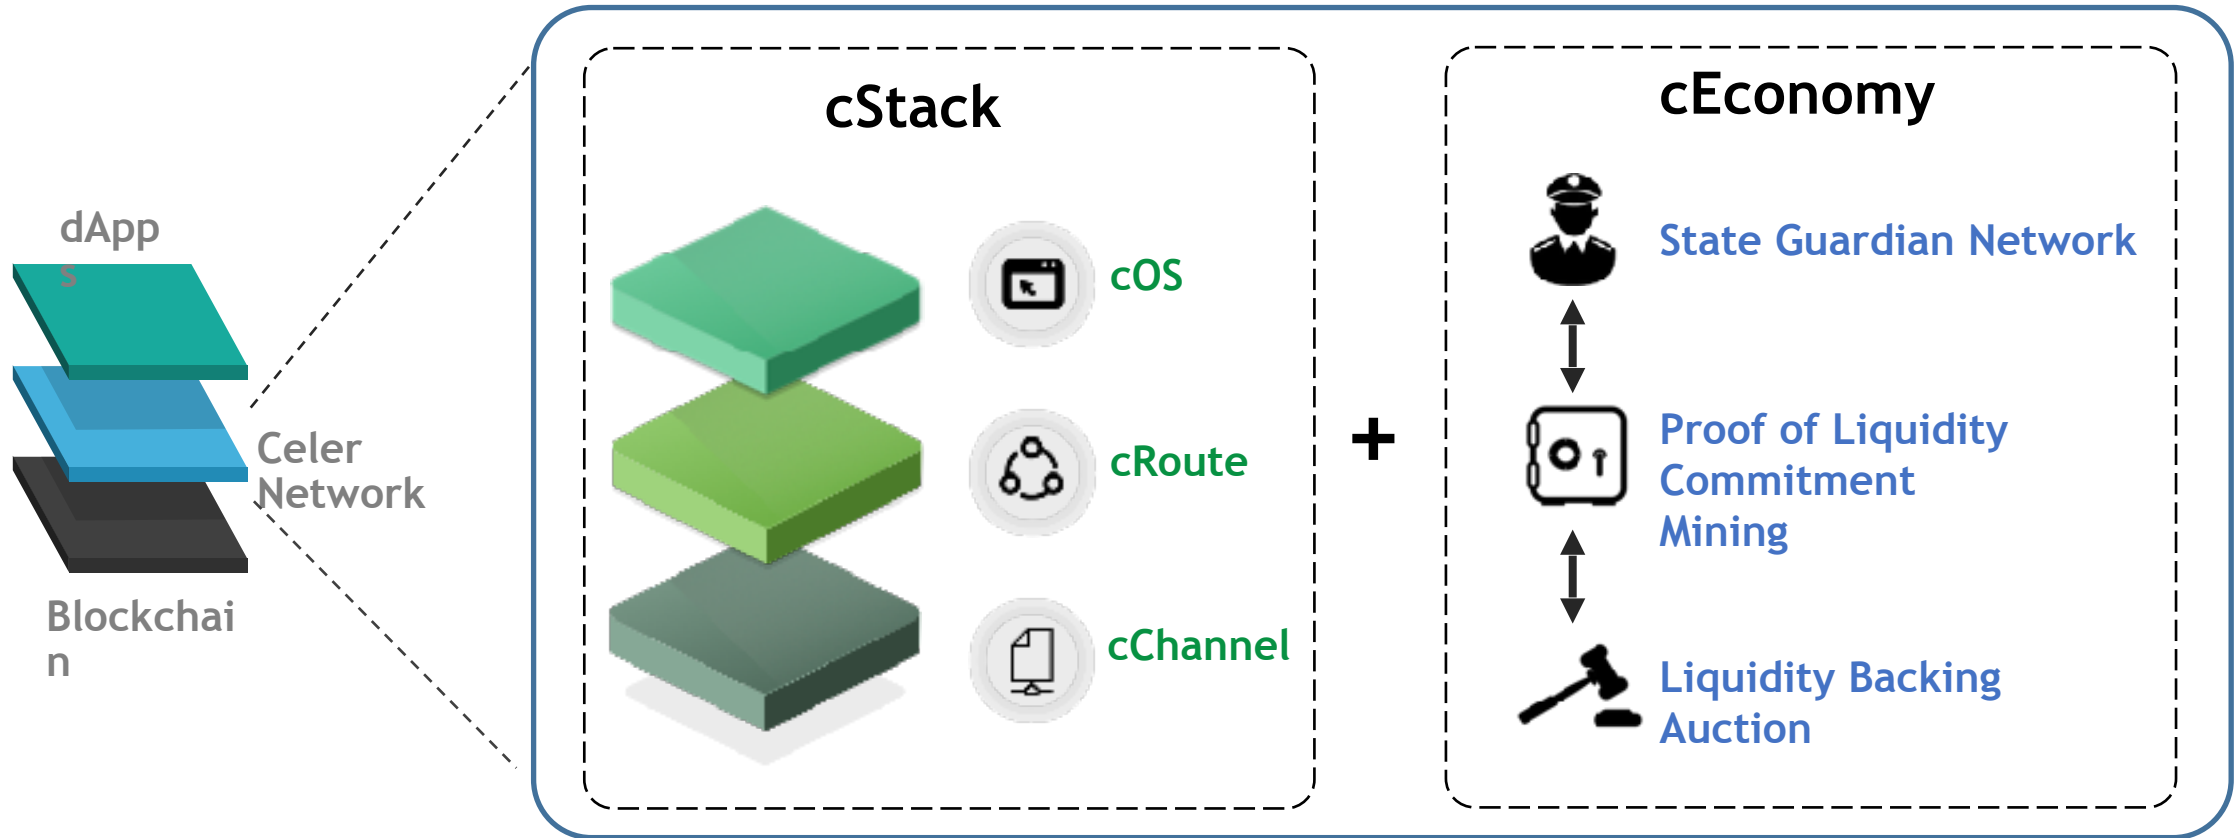 dApp
s
Celer
Network
Blockchai
n
cStack
cOS
cRoute
cChannel
+
cEconomy
State Guardian Network
Proof of Liquidity
Commitment
Mining
Liquidity Backing
Auction